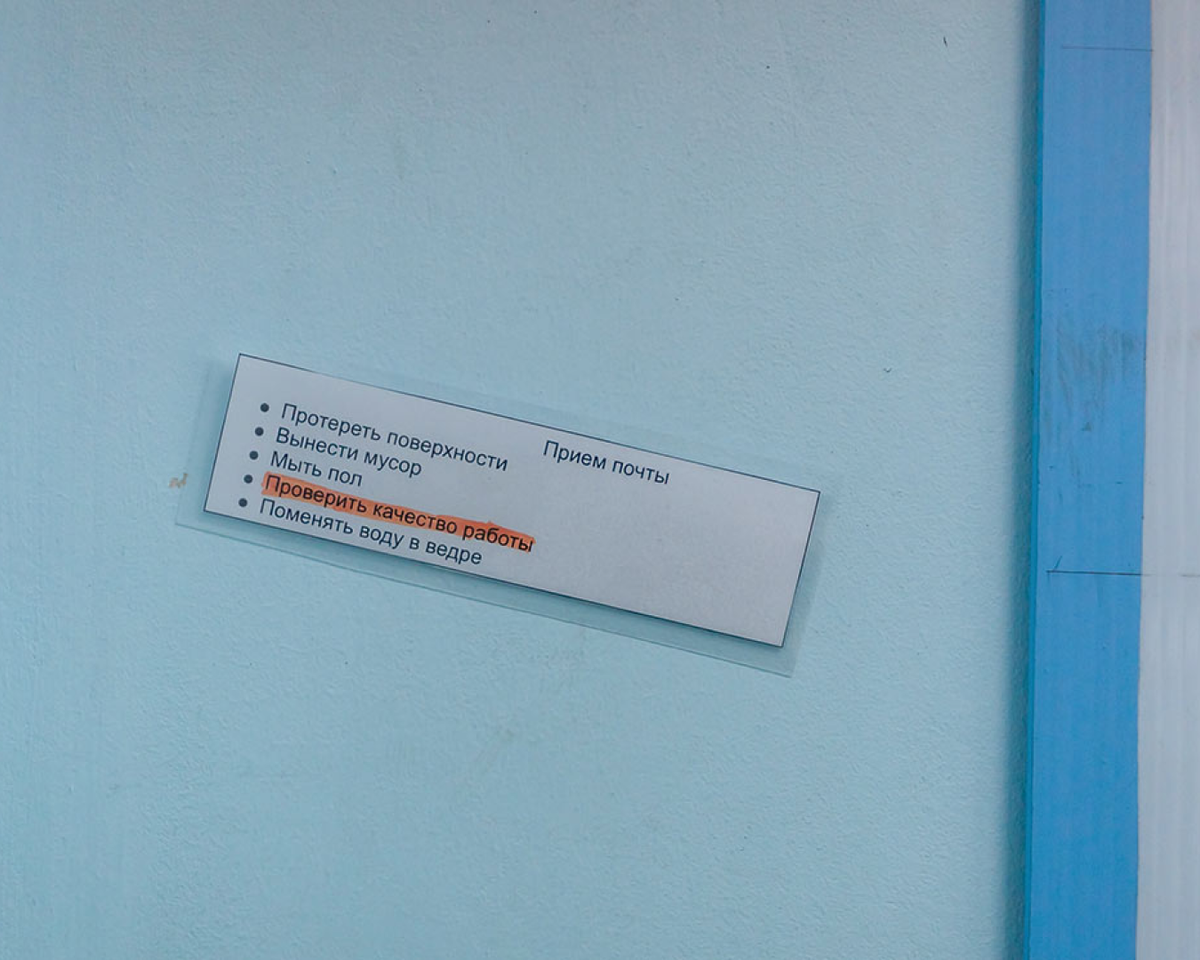 • Протереть поверхности
• Вынести мусор
• Мыть пол
• Проверить качество работы
• Поменять воду в ведре
Прием почты